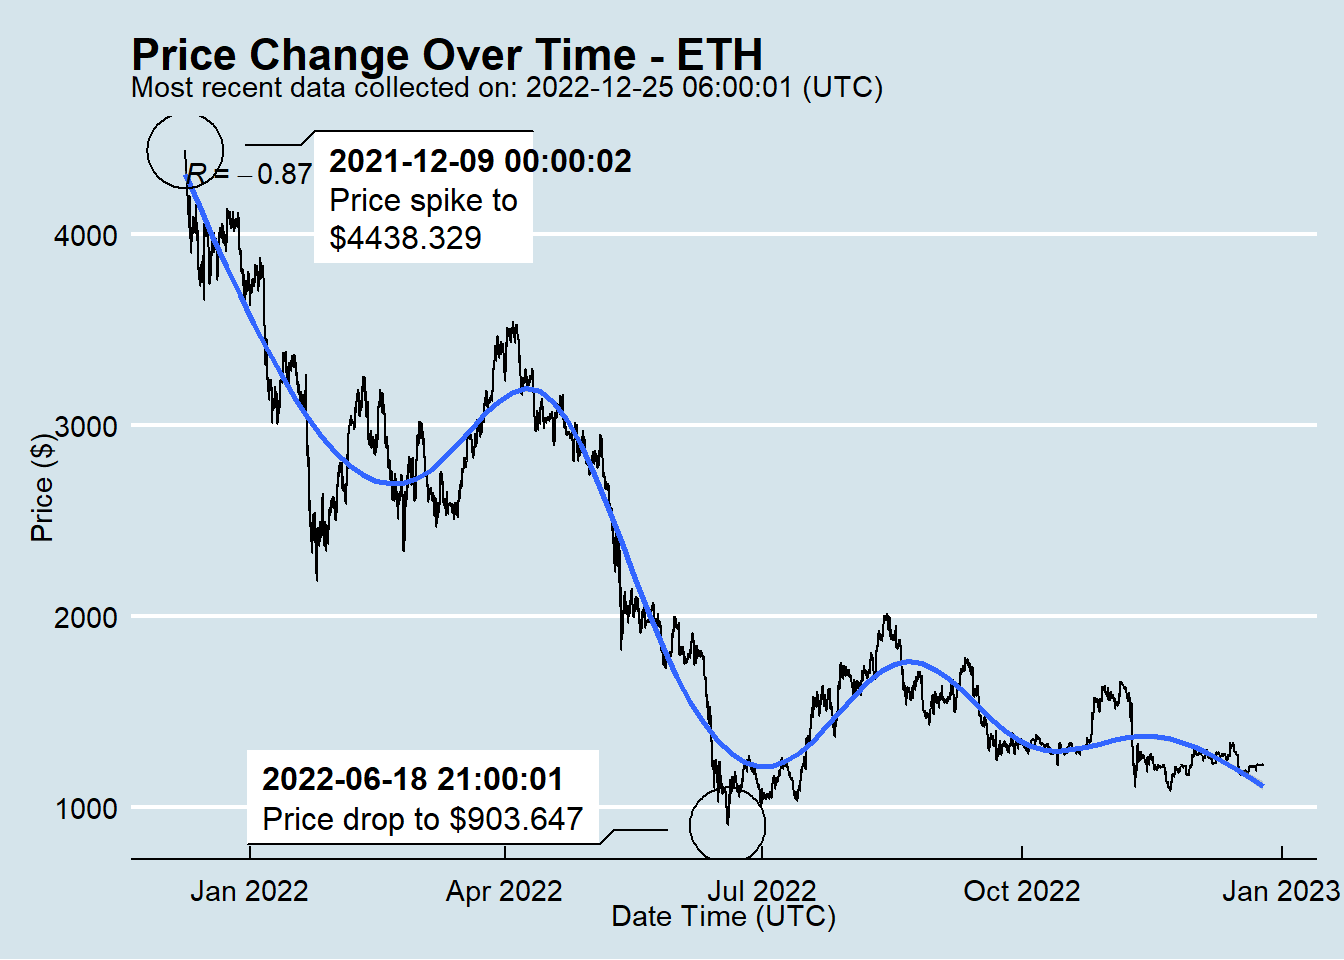 Price Change Over Time - ETH
Most recent data collected on: 2022-12-25 06:00:01 (UTC)
R = −0.87
2021-12-09 00:00:02
Price spike to
$4438.329
4000
3000
2000
1000
Price ($)
2022-06-18 21:00:01
Price drop to $903.647
Jan 2022
Apr 2022
Jul 2022
Oct 2022
Jan 2023
Date Time (UTC)